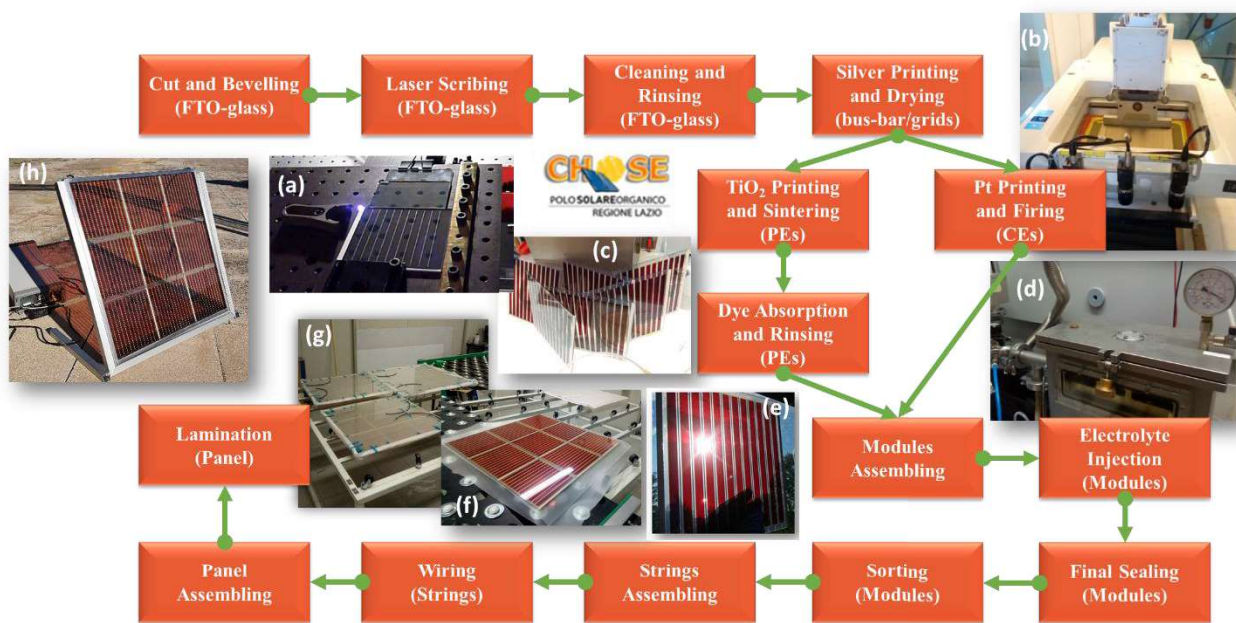 Cut and Bevelling
(FTO-glass)
Laser Scribing
(FTO-glass)
Cleaning and
Rinsing
(FTO-glass)
Silver Printing
and Drying
(bus-bar/grids)
(b)
(h)
(a)
CHOSE
POLO SOLARE ORGANICO
REGIONE LAZIO
TiO₂ Printing
and Sintering
(PEs)
Pt Printing
and Firing
(CEs)
(c)
(d)
(g)
Dye Absorption
and Rinsing
(PEs)
(e)
(f)
Lamination
(Panel)
Modules
Assembling
Electrolyte
Injection
(Modules)
Panel
Assembling
Wiring
(Strings)
Strings
Assembling
Sorting
(Modules)
Final Sealing
(Modules)